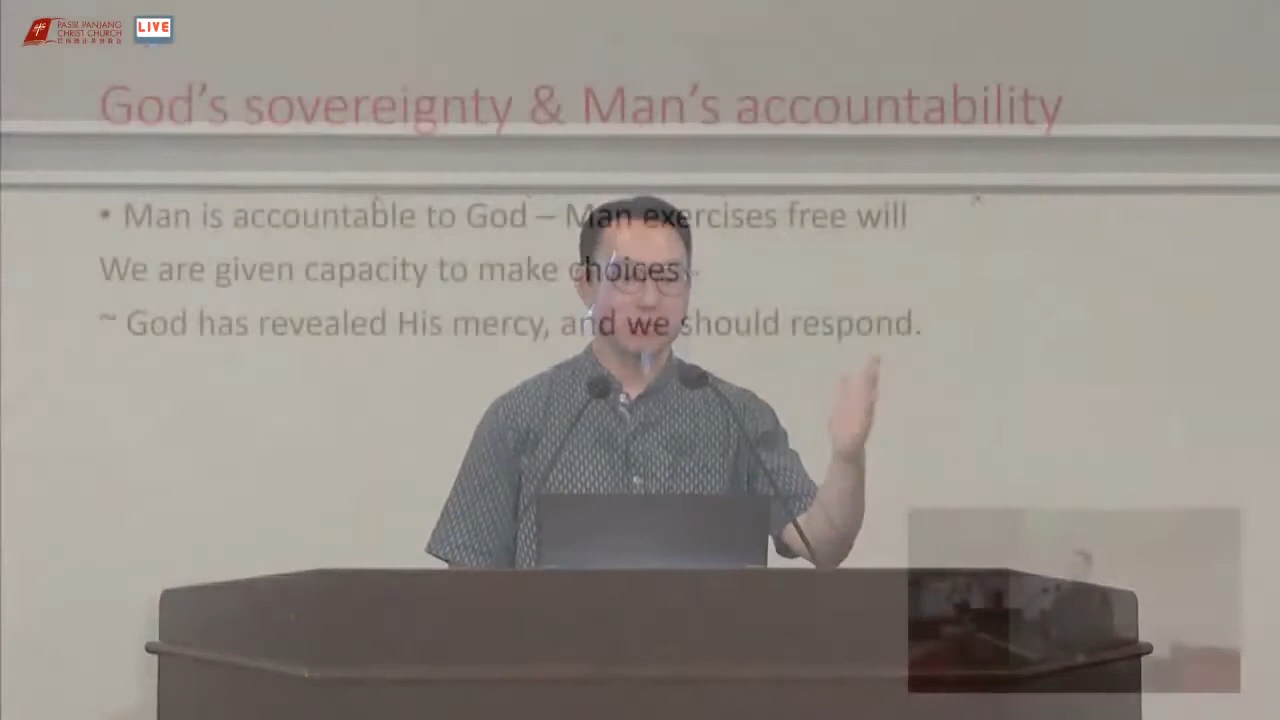 PASIR PANJANG
CHRIST CHURCH
LIVE
God's sovereignty & Man's accountability
• Man is accountable to God – Man exercises free will
We are given capacity to make choices.
~ God has revealed His mercy, and we should respond.